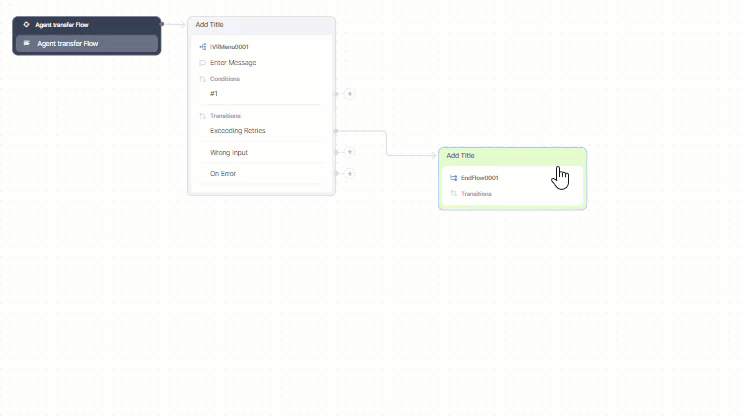 Agent transfer Flow
Agent transfer Flow
Add Title
IVRMenu0001
Enter Message
Conditions
#1
Transitions
Exceeding Retries
Wrong Input
On Error
Add Title
EndFlow0001
Transitions